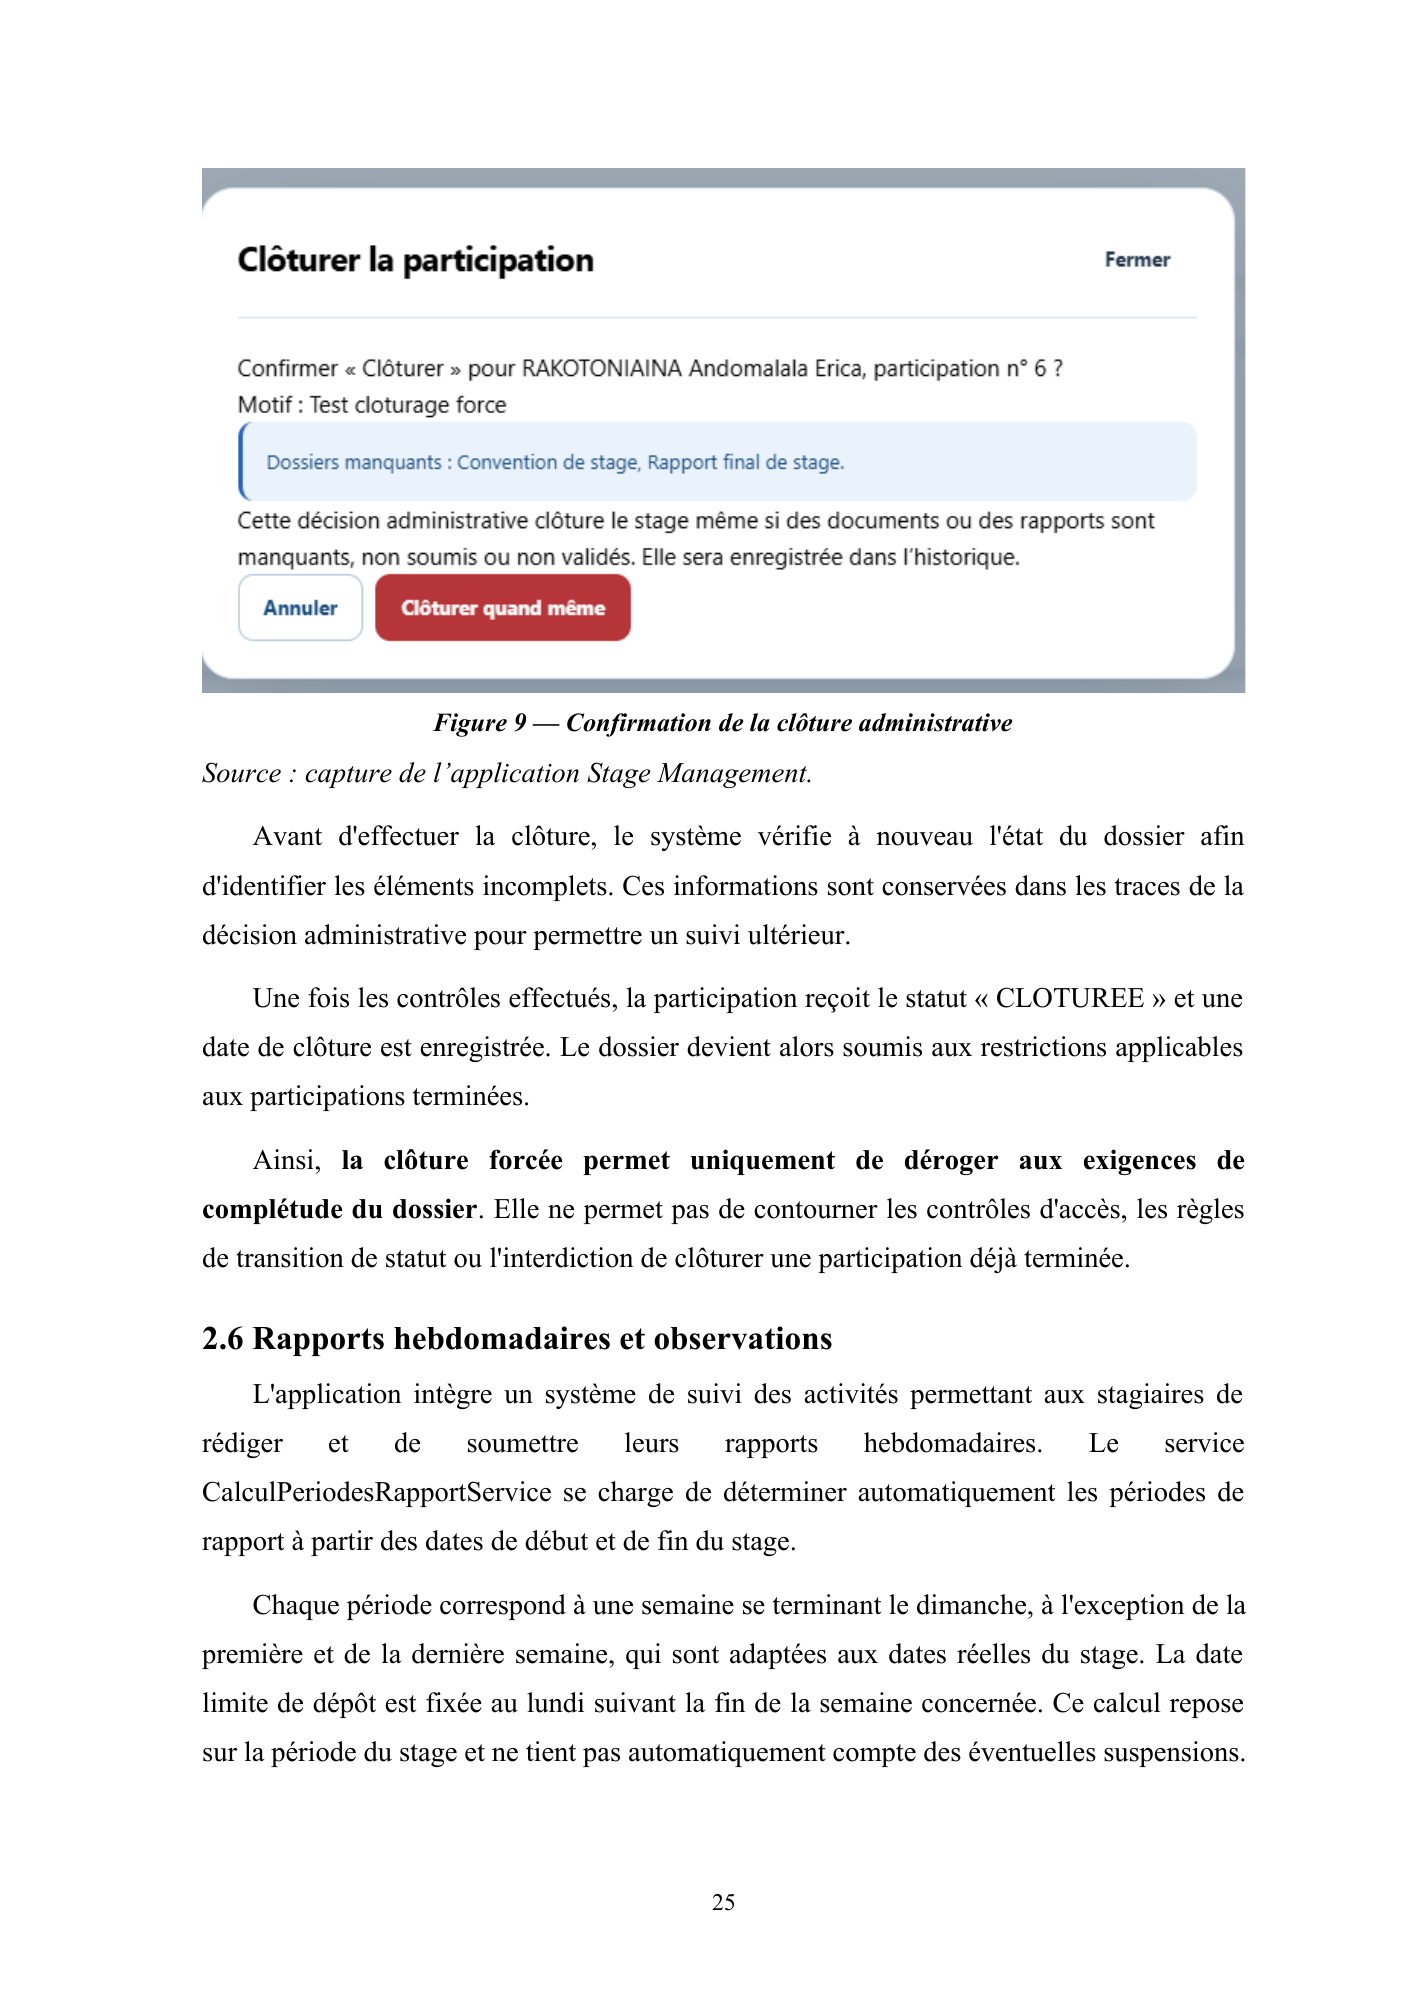 Clôturer la participation
Fermer
Confirmer « Clôturer » pour RAKOTONIAINA Andomalala Erica, participation n° 6 ?
Motif : Test cloturage force
Dossiers manquants : Convention de stage, Rapport final de stage.
Cette décision administrative clôture le stage même si des documents ou des rapports sont
manquants, non soumis ou non validés. Elle sera enregistrée dans l’historique.
Annuler
Clôturer quand même
Figure 9 — Confirmation de la clôture administrative
Source : capture de l’application Stage Management.
Avant d'effectuer la clôture, le système vérifie à nouveau l'état du dossier afin
d'identifier les éléments incomplets. Ces informations sont conservées dans les traces de la
décision administrative pour permettre un suivi ultérieur.
Une fois les contrôles effectués, la participation reçoit le statut « CLOTUREE » et une
date de clôture est enregistrée. Le dossier devient alors soumis aux restrictions applicables
aux participations terminées.
Ainsi, la clôture forcée permet uniquement de déroger aux exigences de
complétude du dossier. Elle ne permet pas de contourner les contrôles d'accès, les règles
de transition de statut ou l'interdiction de clôturer une participation déjà terminée.
2.6 Rapports hebdomadaires et observations
L'application intègre un système de suivi des activités permettant aux stagiaires de
rédiger et de soumettre leurs rapports hebdomadaires. Le service
CalculPeriodesRapportService se charge de déterminer automatiquement les périodes de
rapport à partir des dates de début et de fin du stage.
Chaque période correspond à une semaine se terminant le dimanche, à l'exception de la
première et de la dernière semaine, qui sont adaptées aux dates réelles du stage. La date
limite de dépôt est fixée au lundi suivant la fin de la semaine concernée. Ce calcul repose
sur la période du stage et ne tient pas automatiquement compte des éventuelles suspensions.
25